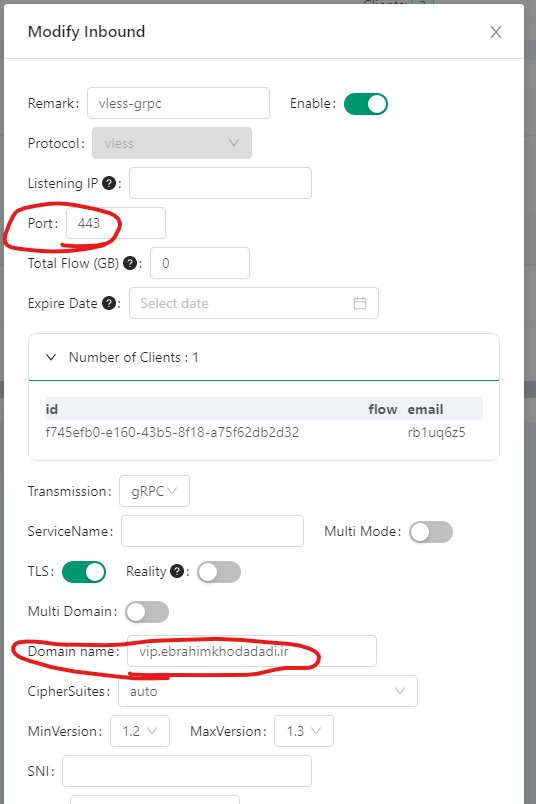 Modify Inbound
Remark: vless-grpc Enable:
Protocol: vless
Listening IP ? :
Port: 443
Total Flow (GB) ? : 0
Expire Date ? : Select date
Number of Clients : 1
id flow email
f745efb0-e160-43b5-8f18-a75f62db2d32 rb1uq6z5
Transmission: gRPC
ServiceName: Multi Mode:
TLS: Reality ? :
Multi Domain:
Domain name: vip.ebrahimkhodadadi.ir
CipherSuites: auto
MinVersion: 1.2 MaxVersion: 1.3
SNI: